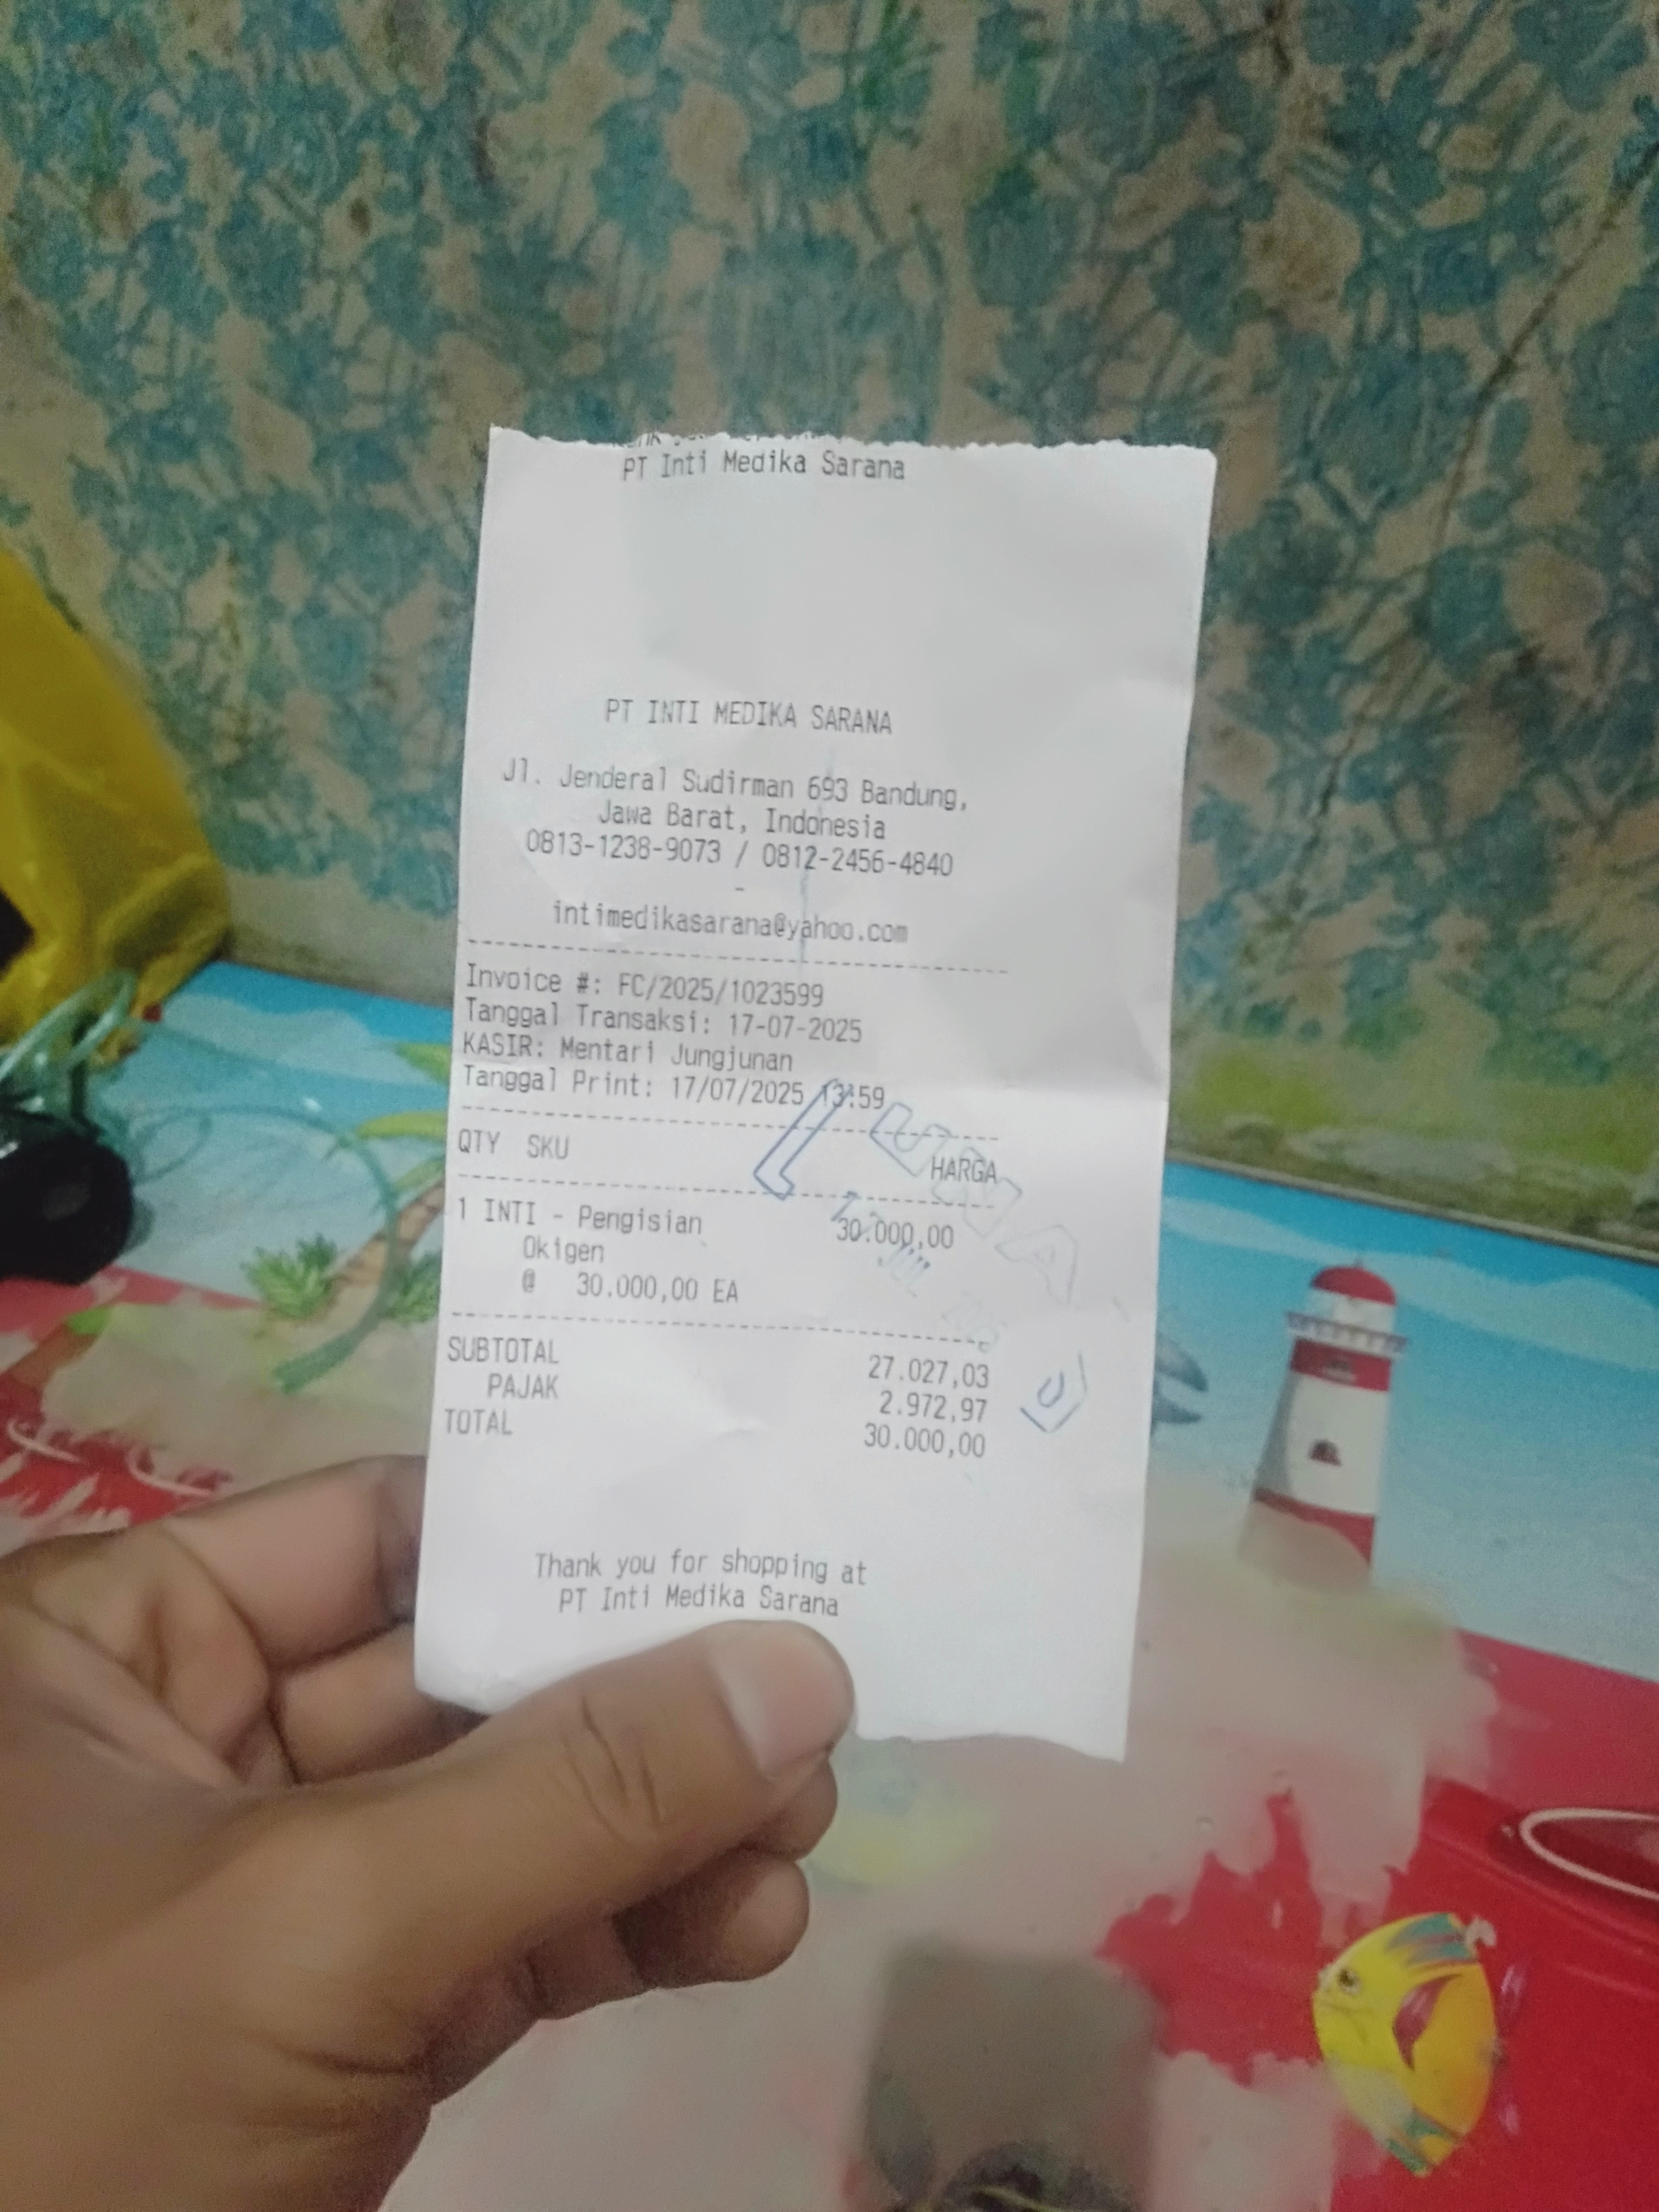 PT Inti Medika Sarana
PT INTI MEDIKA SARANA
Jl. Jenderal Sudirman 693 Bandung,
Jawa Barat, Indonesia
0813-1238-9073 / 0812-2456-4840
-
intimedikasarana@yahoo.com
Invoice #: FC/2025/1023599
Tanggal Transaksi: 17-07-2025
KASIR: Mentari Jungjunan
Tanggal Print: 17/07/2025 13:59
QTY SKU HARGA
1 INTI - Pengisian 30.000,00
Okigen
@ 30.000,00 EA
SUBTOTAL 27.027,03
PAJAK 2.972,97
TOTAL 30.000,00
Thank you for shopping at
PT Inti Medika Sarana